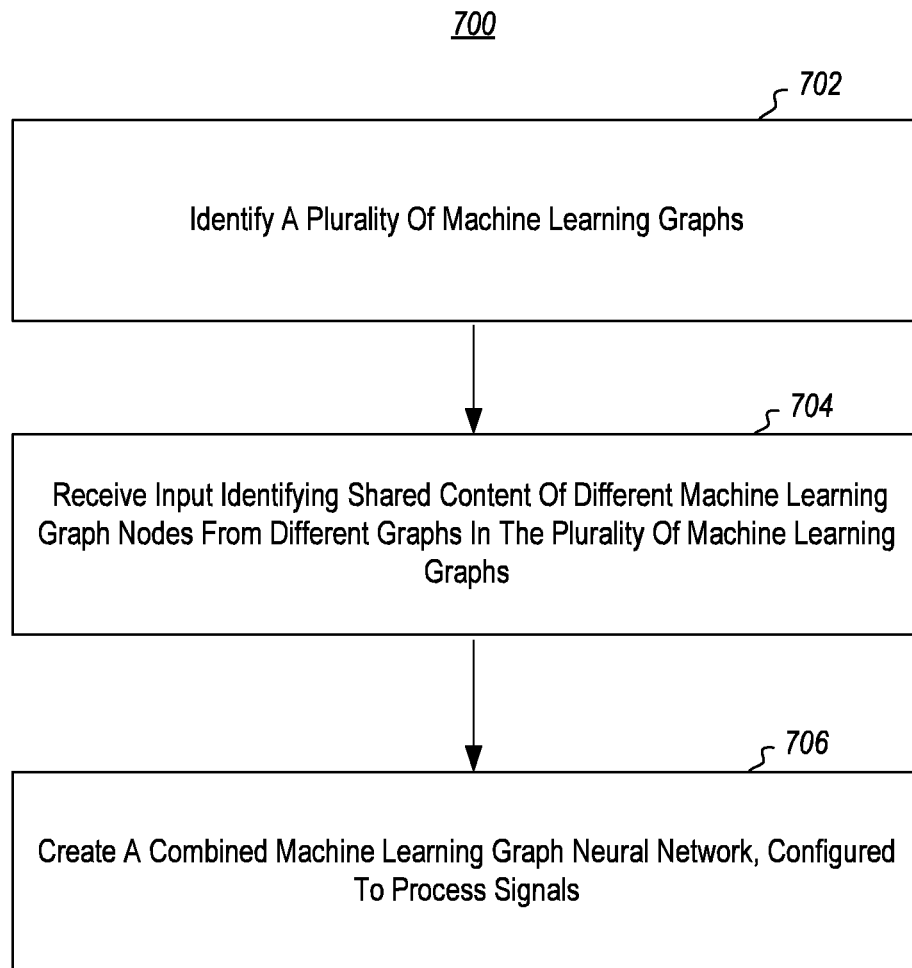 700
702
Identify A Plurality Of Machine Learning Graphs
704
Receive Input Identifying Shared Content Of Different Machine Learning
Graph Nodes From Different Graphs In The Plurality Of Machine Learning
Graphs
706
Create A Combined Machine Learning Graph Neural Network, Configured
To Process Signals